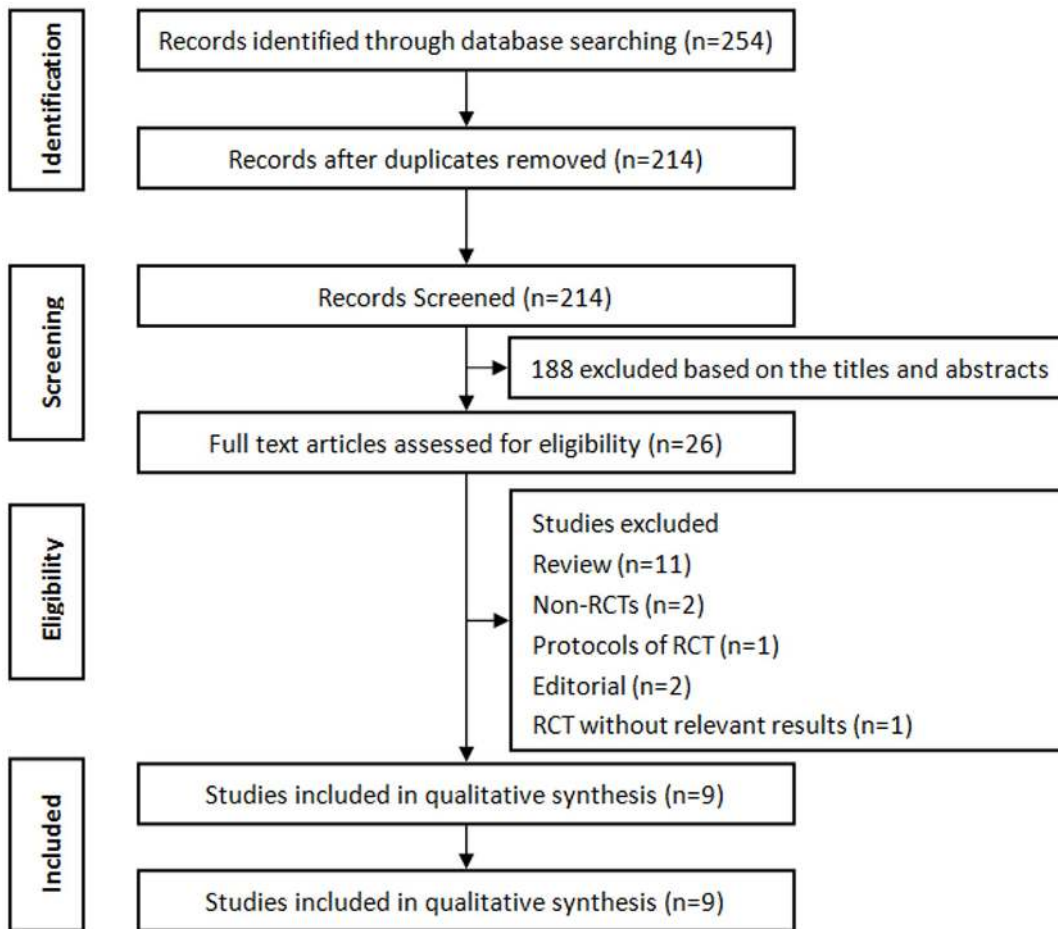 Identification
Records identified through database searching (n=254)
Records after duplicates removed (n=214)
Screening
Records Screened (n=214)
188 excluded based on the titles and abstracts
Full text articles assessed for eligibility (n=26)
Eligibility
Studies excluded
Review (n=11)
Non-RCTs (n=2)
Protocols of RCT (n=1)
Editorial (n=2)
RCT without relevant results (n=1)
Included
Studies included in qualitative synthesis (n=9)
Studies included in qualitative synthesis (n=9)